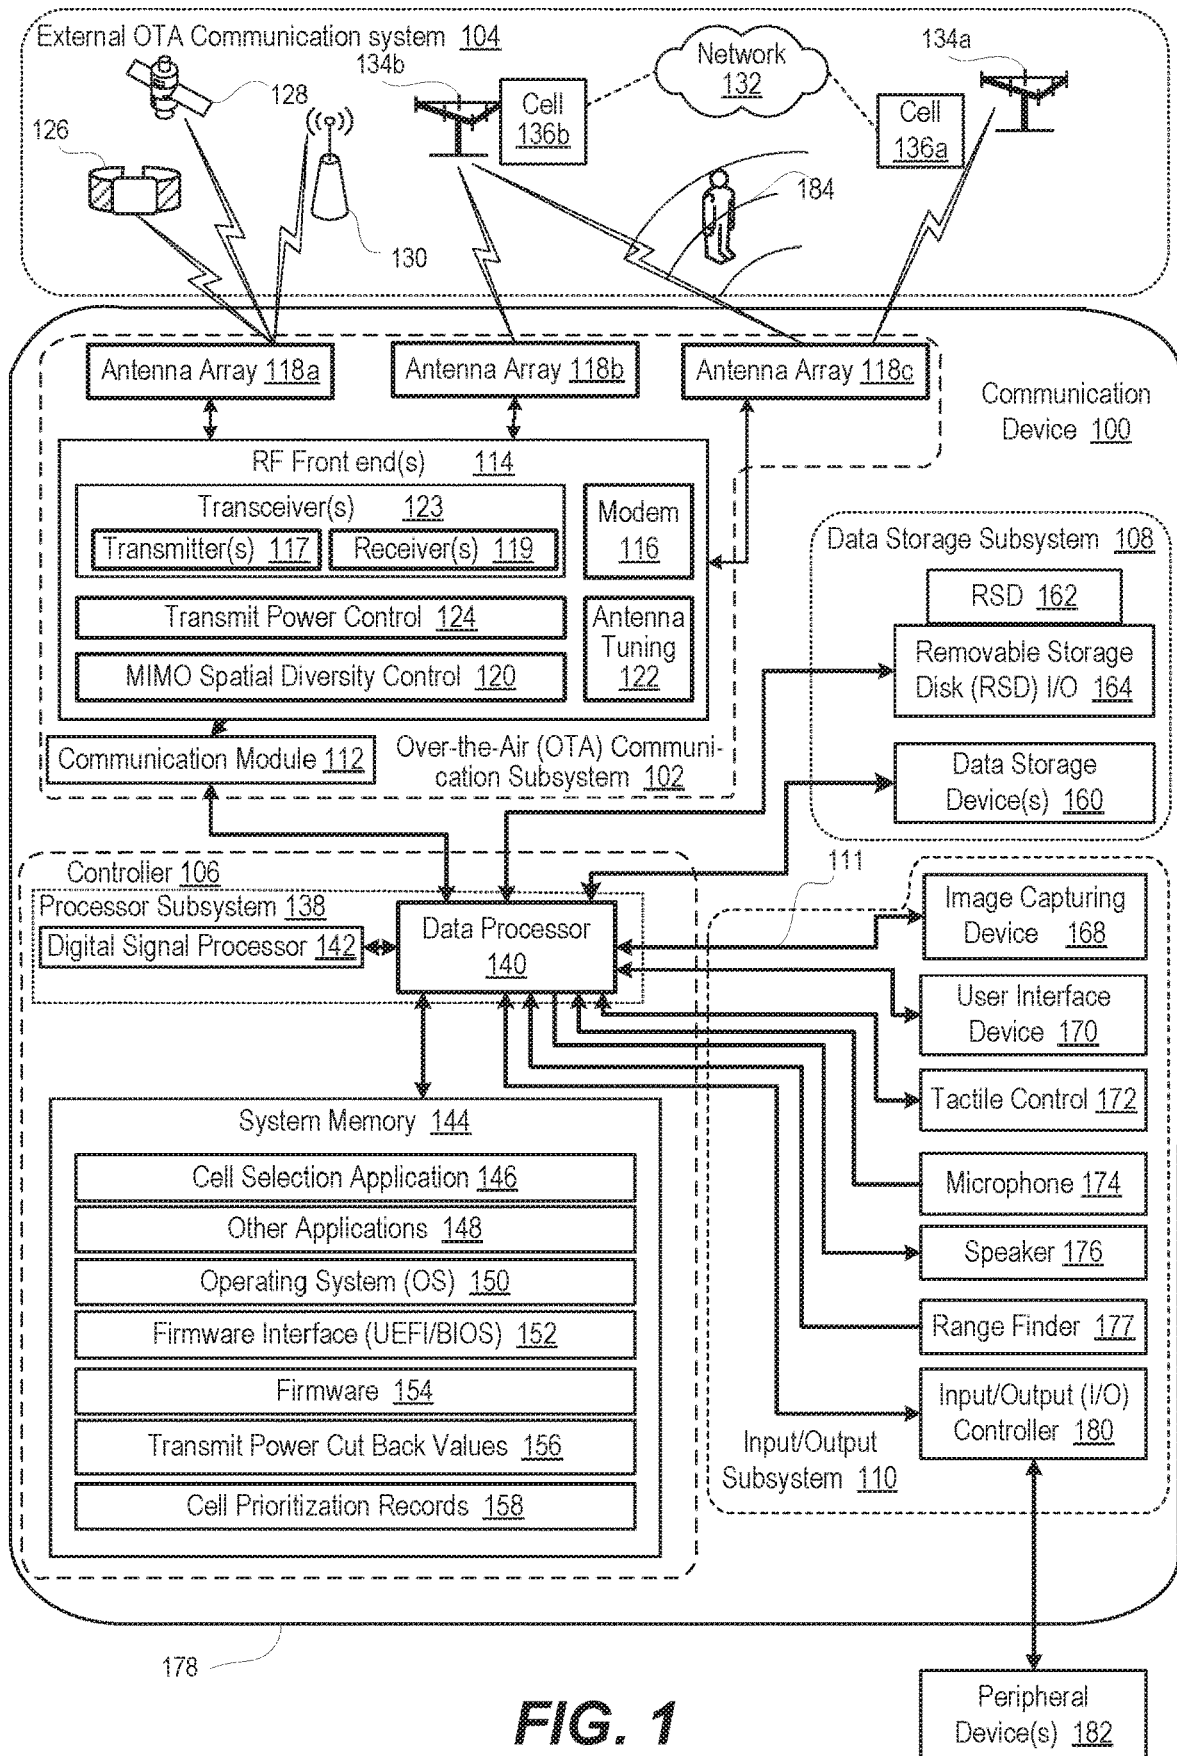 External OTA Communication system 104
134b
Network
132
134a
128
Cell
136b
Cell
136a
126
184
130
Antenna Array 118a
Antenna Array 118b
Antenna Array 118c
Communication
Device 100
RF Front end(s) 114
Transceiver(s) 123
Transmitter(s) 117
Receiver(s) 119
Modem
116
Transmit Power Control 124
Antenna
Tuning
122
MIMO Spatial Diversity Control 120
Communication Module 112
Over-the-Air (OTA) Communi-
cation Subsystem 102
Data Storage Subsystem 108
RSD 162
Removable Storage
Disk (RSD) I/O 164
Data Storage
Device(s) 160
111
Controller 106
Processor Subsystem 138
Digital Signal Processor 142
Data Processor
140
Image Capturing
Device 168
User Interface
Device 170
Tactile Control 172
Microphone 174
Speaker 176
Range Finder 177
Input/Output (I/O)
Controller 180
Input/Output
Subsystem 110
System Memory 144
Cell Selection Application 146
Other Applications 148
Operating System (OS) 150
Firmware Interface (UEFI/BIOS) 152
Firmware 154
Transmit Power Cut Back Values 156
Cell Prioritization Records 158
178
Peripheral
Device(s) 182
FIG. 1